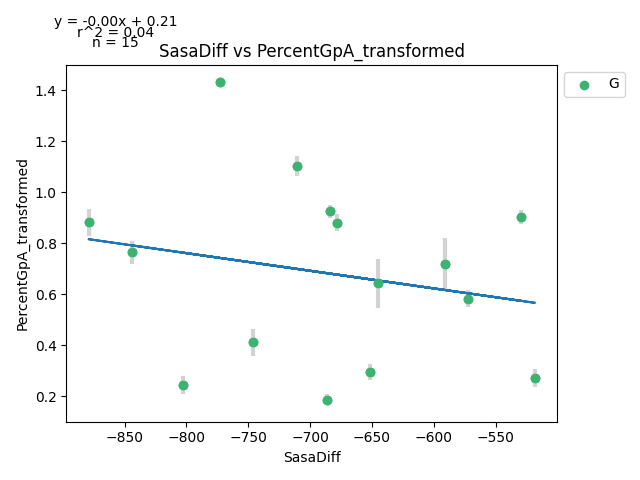 y = -0.00x + 0.21
r^2 = 0.04
n = 15
SasaDiff vs PercentGpA_transformed
G
PercentGpA_transformed
1.4
1.2
1.0
0.8
0.6
0.4
0.2
−850 −800 −750 −700 −650 −600 −550
SasaDiff